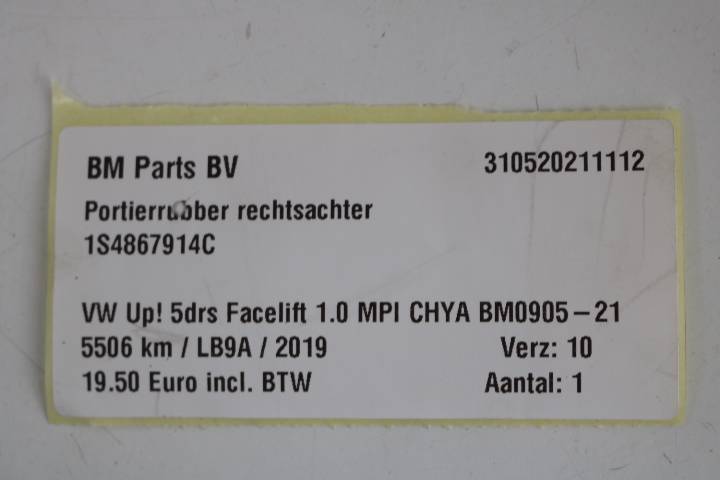 BM Parts BV 310520211112
Portierrubber rechtsachter
1S4867914C
VW Up! 5drs Facelift 1.0 MPI CHYA BM0905-21
5506 km / LB9A / 2019 Verz: 10
19.50 Euro incl. BTW Aantal: 1